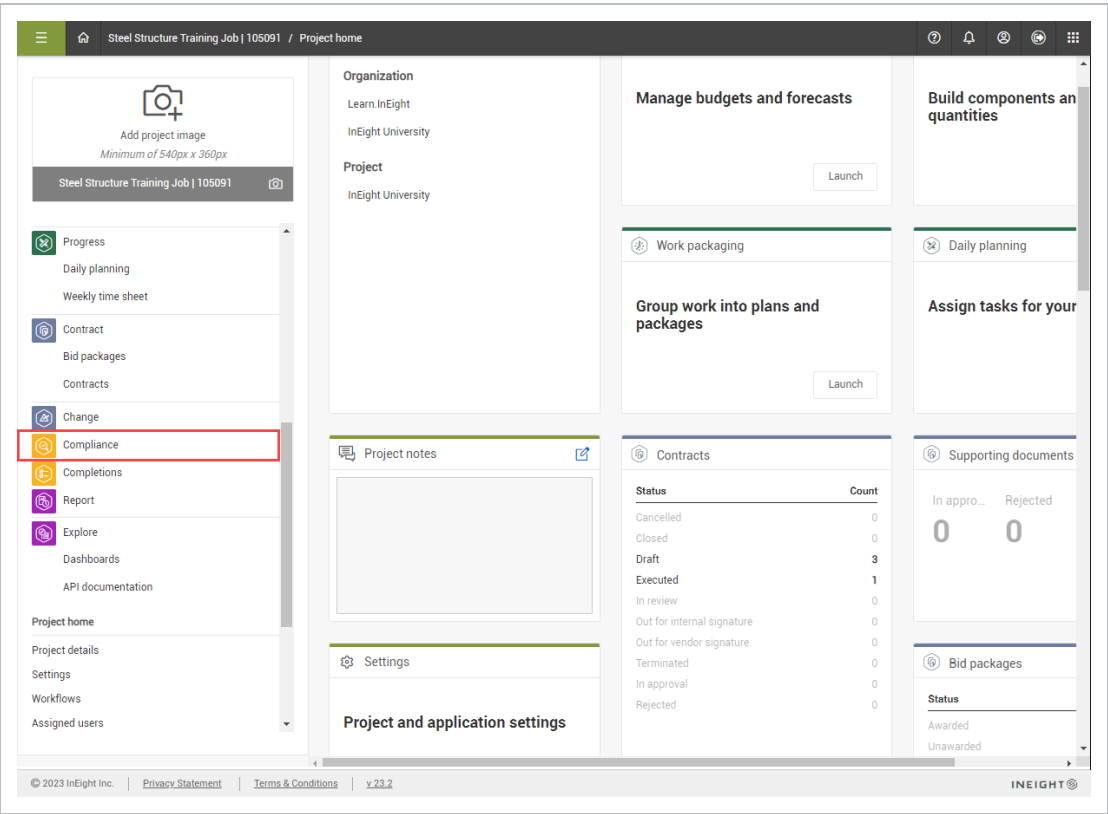 Steel Structure Training Job | 105091 / Project home
Add project image
Minimum of 540px x 360px
Steel Structure Training Job | 105091
Progress
Daily planning
Weekly time sheet
Contract
Bid packages
Contracts
Change
Compliance
Completions
Report
Explore
Dashboards
API documentation
Project home
Project details
Settings
Workflows
Assigned users
Organization
Learn.InEight
InEight University
Project
InEight University
Manage budgets and forecasts
Launch
Build components an
quantities
Work packaging
Group work into plans and
packages
Launch
Daily planning
Assign tasks for your
Project notes
Contracts
Status Count
Cancelled 0
Closed 0
Draft 3
Executed 1
In review 0
Out for internal signature 0
Out for vendor signature 0
Terminated 0
In approval 0
Rejected 0
Supporting documents
In appro... Rejected
0 0
Settings
Project and application settings
Bid packages
Status
Awarded
Unawarded
© 2023 InEight Inc. Privacy Statement Terms & Conditions v 23.2
INEIGHT